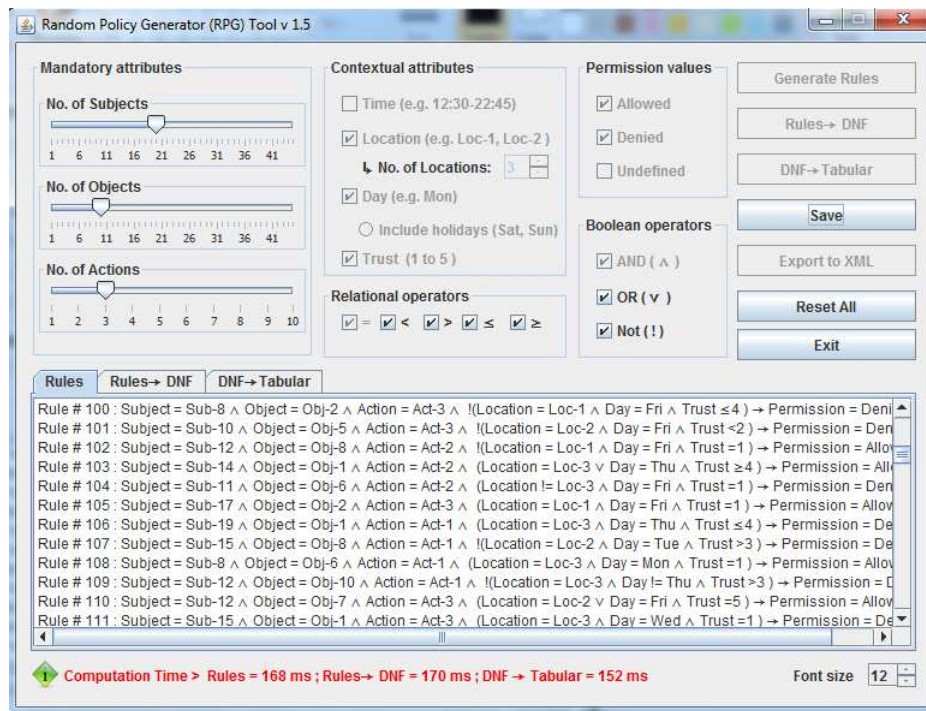 Random Policy Generator (RPG) Tool v 1.5
Mandatory attributes
No. of Subjects
1 6 11 16 21 26 31 36 41
No. of Objects
1 6 11 16 21 26 31 36 41
No. of Actions
1 2 3 4 5 6 7 8 9 10
Contextual attributes
Time (e.g. 12:30-22:45)
Location (e.g. Loc-1, Loc-2 )
↳ No. of Locations: 3
Day (e.g. Mon)
Include holidays (Sat, Sun)
Trust (1 to 5 )
Relational operators
= < > ≤ ≥
Permission values
Allowed
Denied
Undefined
Boolean operators
AND ( ∧ )
OR ( ∨ )
Not ( ! )
Generate Rules
Rules→ DNF
DNF→Tabular
Save
Export to XML
Reset All
Exit
Rules Rules→ DNF DNF→Tabular
Rule # 100 : Subject = Sub-8 ∧ Object = Obj-2 ∧ Action = Act-3 ∧ !(Location = Loc-1 ∧ Day = Fri ∧ Trust ≤4 ) → Permission = Deni
Rule # 101 : Subject = Sub-10 ∧ Object = Obj-5 ∧ Action = Act-3 ∧ !(Location = Loc-2 ∧ Day = Fri ∧ Trust <2 ) → Permission = Den
Rule # 102 : Subject = Sub-12 ∧ Object = Obj-8 ∧ Action = Act-2 ∧ !(Location = Loc-1 ∧ Day = Fri ∧ Trust =1 ) → Permission = Allow
Rule # 103 : Subject = Sub-14 ∧ Object = Obj-1 ∧ Action = Act-2 ∧ (Location = Loc-3 ∨ Day = Thu ∧ Trust ≥4 ) → Permission = All
Rule # 104 : Subject = Sub-11 ∧ Object = Obj-6 ∧ Action = Act-2 ∧ (Location != Loc-3 ∧ Day = Fri ∧ Trust =1 ) → Permission = Den
Rule # 105 : Subject = Sub-17 ∧ Object = Obj-2 ∧ Action = Act-3 ∧ (Location = Loc-1 ∧ Day = Fri ∧ Trust =1 ) → Permission = Allow
Rule # 106 : Subject = Sub-19 ∧ Object = Obj-1 ∧ Action = Act-1 ∧ (Location = Loc-3 ∧ Day = Thu ∧ Trust ≤4 ) → Permission = De
Rule # 107 : Subject = Sub-15 ∧ Object = Obj-8 ∧ Action = Act-1 ∧ !(Location = Loc-2 ∧ Day = Tue ∧ Trust >3 ) → Permission = De
Rule # 108 : Subject = Sub-8 ∧ Object = Obj-6 ∧ Action = Act-1 ∧ (Location = Loc-3 ∧ Day = Mon ∧ Trust =1 ) → Permission = Allow
Rule # 109 : Subject = Sub-12 ∧ Object = Obj-10 ∧ Action = Act-1 ∧ !(Location = Loc-3 ∧ Day != Thu ∧ Trust >3 ) → Permission =
Rule # 110 : Subject = Sub-12 ∧ Object = Obj-7 ∧ Action = Act-3 ∧ (Location = Loc-2 ∨ Day = Fri ∧ Trust =5 ) → Permission = Allow
Rule # 111 : Subject = Sub-15 ∧ Object = Obj-1 ∧ Action = Act-3 ∧ (Location = Loc-3 ∧ Day = Wed ∧ Trust =1 ) → Permission = De
Computation Time > Rules = 168 ms ; Rules→ DNF = 170 ms ; DNF → Tabular = 152 ms
Font size 12